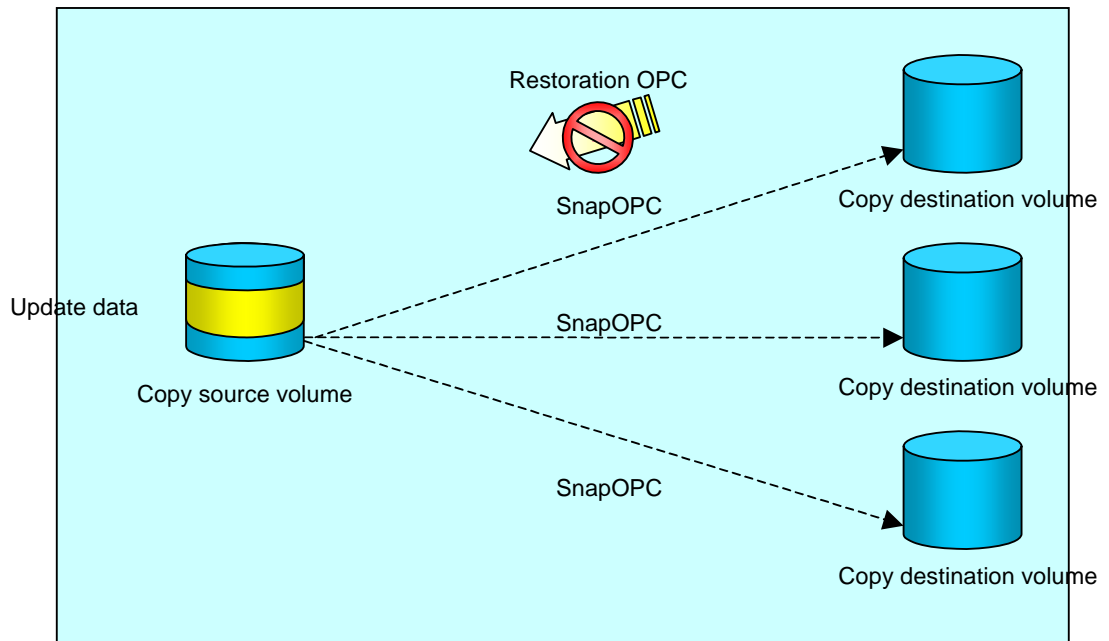 Restoration OPC
SnapOPC
Copy destination volume
Update data
SnapOPC
Copy source volume
Copy destination volume
SnapOPC
Copy destination volume